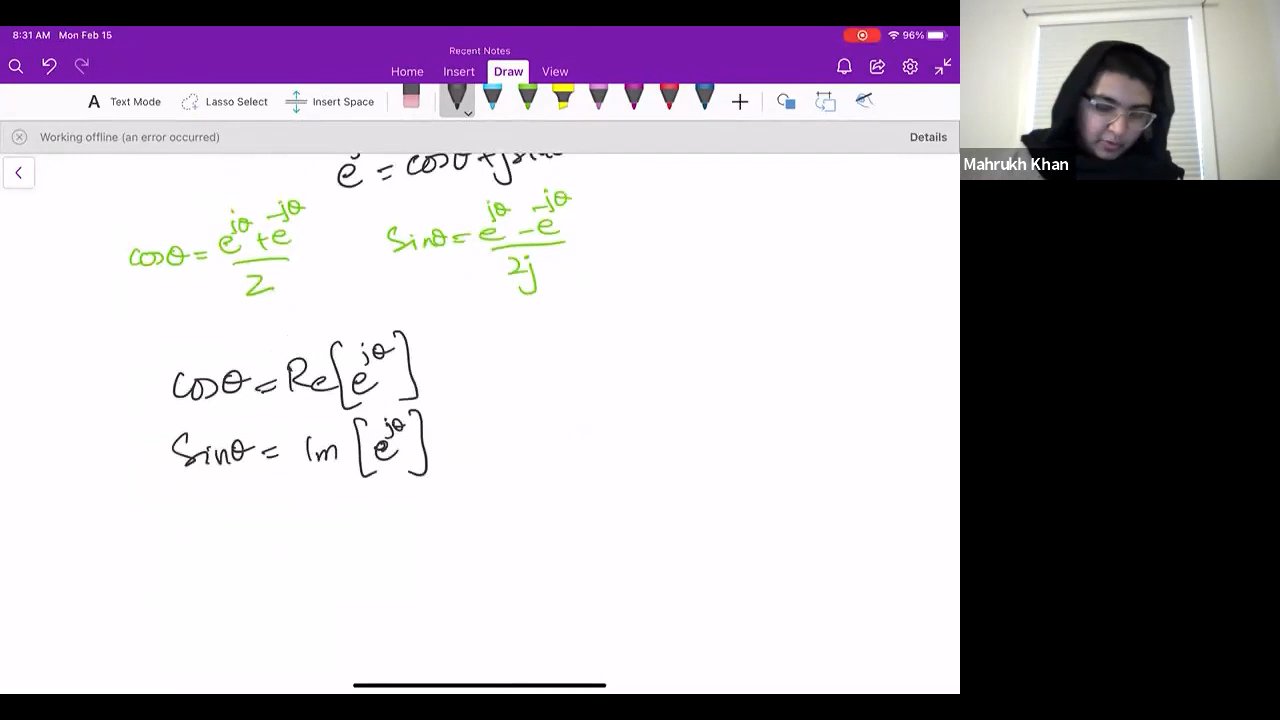 8:31 AM Mon Feb 15
96%
Recent Notes
Home Insert Draw View
Text Mode Lasso Select Insert Space
Working offline (an error occurred) Details
e = cosθ + jsin
cosθ = (e^{jθ} + e^{-jθ}) / 2
Sinθ = (e^{jθ} - e^{-jθ}) / 2j
cosθ = Re[e^{jθ}]
Sinθ = Im[e^{jθ}]
Mahrukh Khan